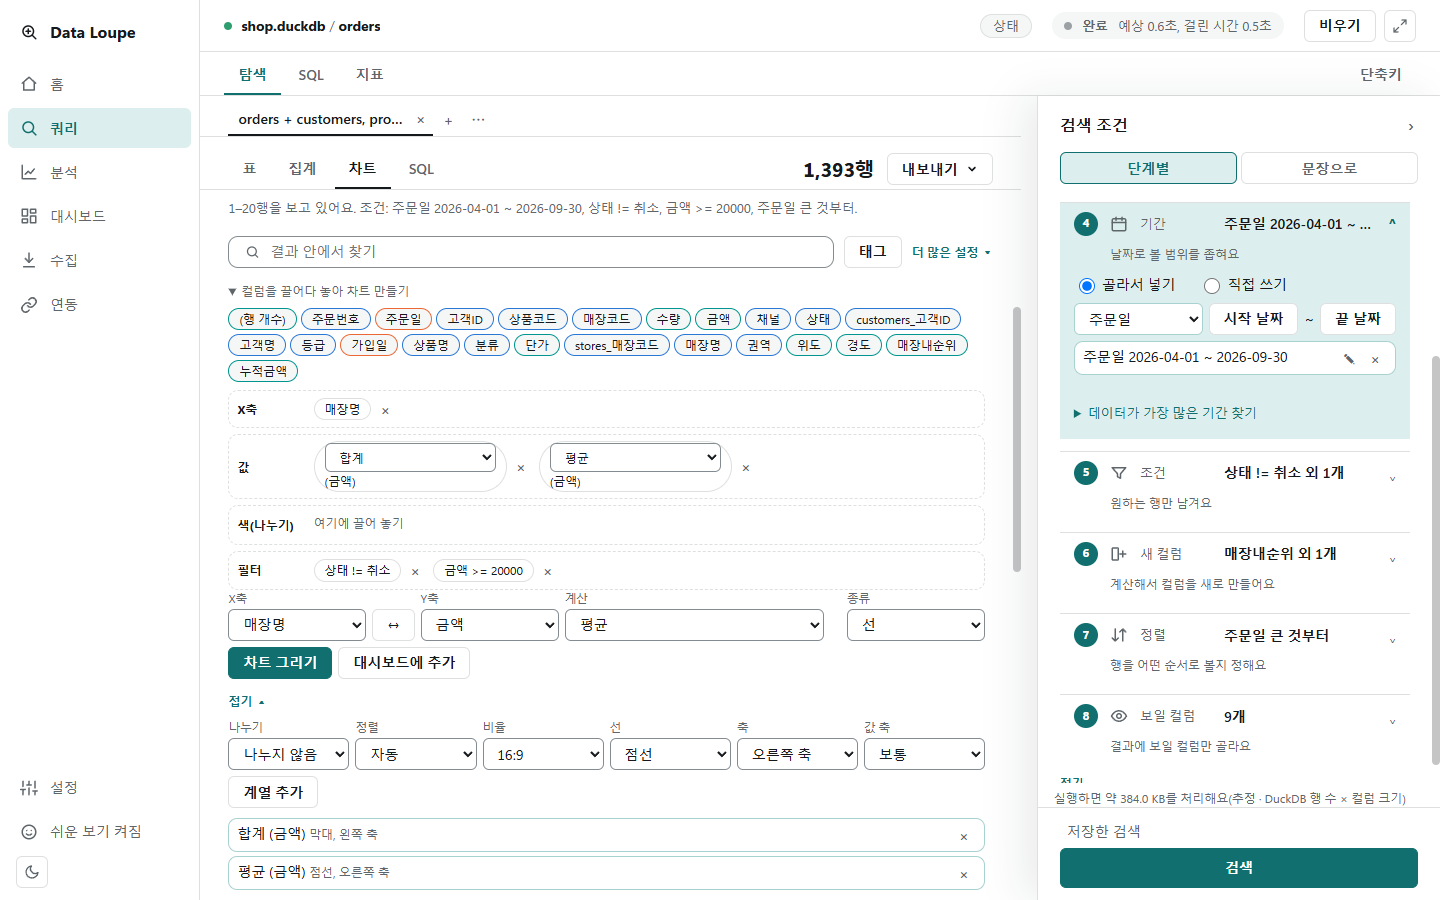 Data Loupe
홈
쿼리
분석
대시보드
수집
연동
설정
쉬운 보기 켜짐
shop.duckdb / orders
상태
완료 예상 0.6초, 걸린 시간 0.5초
비우기
탐색 SQL 지표
단축키
orders + customers, pro... × + ···
표 집계 차트 SQL
1,393행
내보내기
1–20행을 보고 있어요. 조건: 주문일 2026-04-01 ~ 2026-09-30, 상태 != 취소, 금액 >= 20000, 주문일 큰 것부터.
결과 안에서 찾기
태그
더 많은 설정 ▾
▼ 컬럼을 끌어다 놓아 차트 만들기
(행 개수) 주문번호 주문일 고객ID 상품코드 매장코드 수량 금액 채널 상태 customers_고객ID
고객명 등급 가입일 상품명 분류 단가 stores_매장코드 매장명 권역 위도 경도 매장내순위
누적금액
X축 매장명 ×
값 합계 (금액) × 평균 (금액) ×
색(나누기) 여기에 끌어 놓기
필터 상태 != 취소 × 금액 >= 20000 ×
X축 Y축 계산 종류
매장명 ↔ 금액 평균 선
차트 그리기 대시보드에 추가
접기 ▴
나누기 정렬 비율 선 축 값 축
나누지 않음 자동 16:9 점선 오른쪽 축 보통
계열 추가
합계 (금액) 막대, 왼쪽 축 ×
평균 (금액) 점선, 오른쪽 축 ×
검색 조건 ›
단계별 문장으로
4 기간 주문일 2026-04-01 ~ ... ^
날짜로 볼 범위를 좁혀요
골라서 넣기 직접 쓰기
주문일 시작 날짜 ~ 끝 날짜
주문일 2026-04-01 ~ 2026-09-30 ×
▶ 데이터가 가장 많은 기간 찾기
5 조건 상태 != 취소 외 1개
원하는 행만 남겨요
6 새 컬럼 매장내순위 외 1개
계산해서 컬럼을 새로 만들어요
7 정렬 주문일 큰 것부터
행을 어떤 순서로 볼지 정해요
8 보일 컬럼 9개
결과에 보일 컬럼만 골라요
접기
실행하면 약 384.0 KB를 처리해요(추정 · DuckDB 행 수 × 컬럼 크기)
저장한 검색
검색